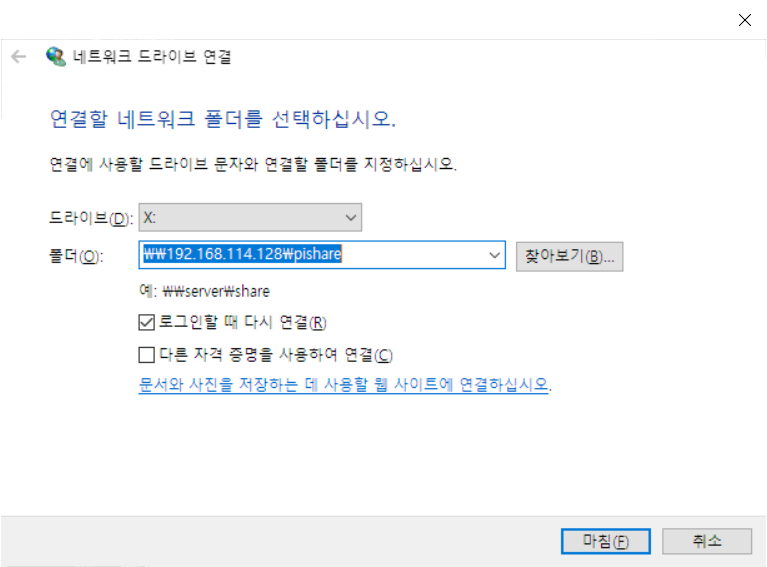 네트워크 드라이브 연결
연결할 네트워크 폴더를 선택하십시오.
연결에 사용할 드라이브 문자와 연결할 폴더를 지정하십시오.
드라이브(D): X:
폴더(O): ₩₩192.168.114.128₩pishare 찾아보기(B)...
예: ₩₩server₩share
로그인할 때 다시 연결(R)
다른 자격 증명을 사용하여 연결(C)
문서와 사진을 저장하는 데 사용할 웹 사이트에 연결하십시오.
마침(F) 취소